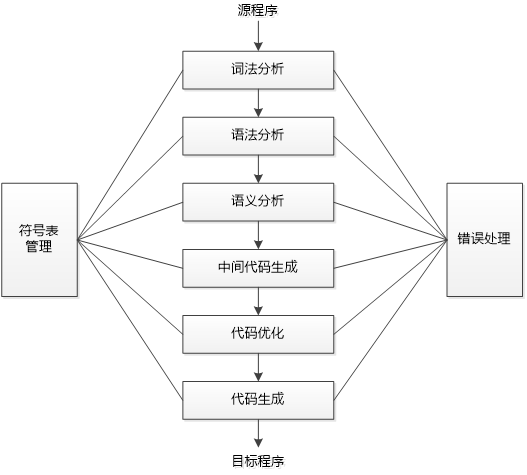 源程序
词法分析
语法分析
语义分析
符号表
管理
错误处理
中间代码生成
代码优化
代码生成
目标程序